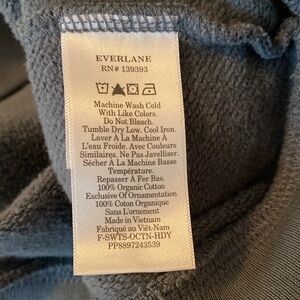 EVERLANE
RN# 139393
Machine Wash Cold
With Like Colors.
Do Not Bleach.
Tumble Dry Low. Cool Iron.
Laver À La Machine À
L'eau Froide. Avec Couleurs
Similaires. Ne Pas Javelliser.
Sécher À La Machine Basse
Température.
Repasser À Fer Bas.
100% Organic Cotton
Exclusive Of Ornamentation
100% Coton Organique
Sans L'ornement
Made in Vietnam
Fabriqué au Viêt-Nam
F-SWTS-OCTN-HDY
PP8897243539